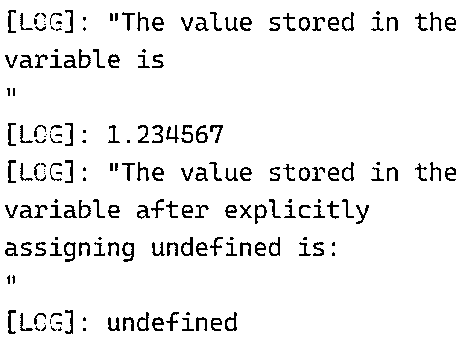 [LOG]: "The value stored in the
variable is
"
[LOG]: 1.234567
[LOG]: "The value stored in the
variable after explicitly
assigning undefined is:
"
[LOG]: undefined